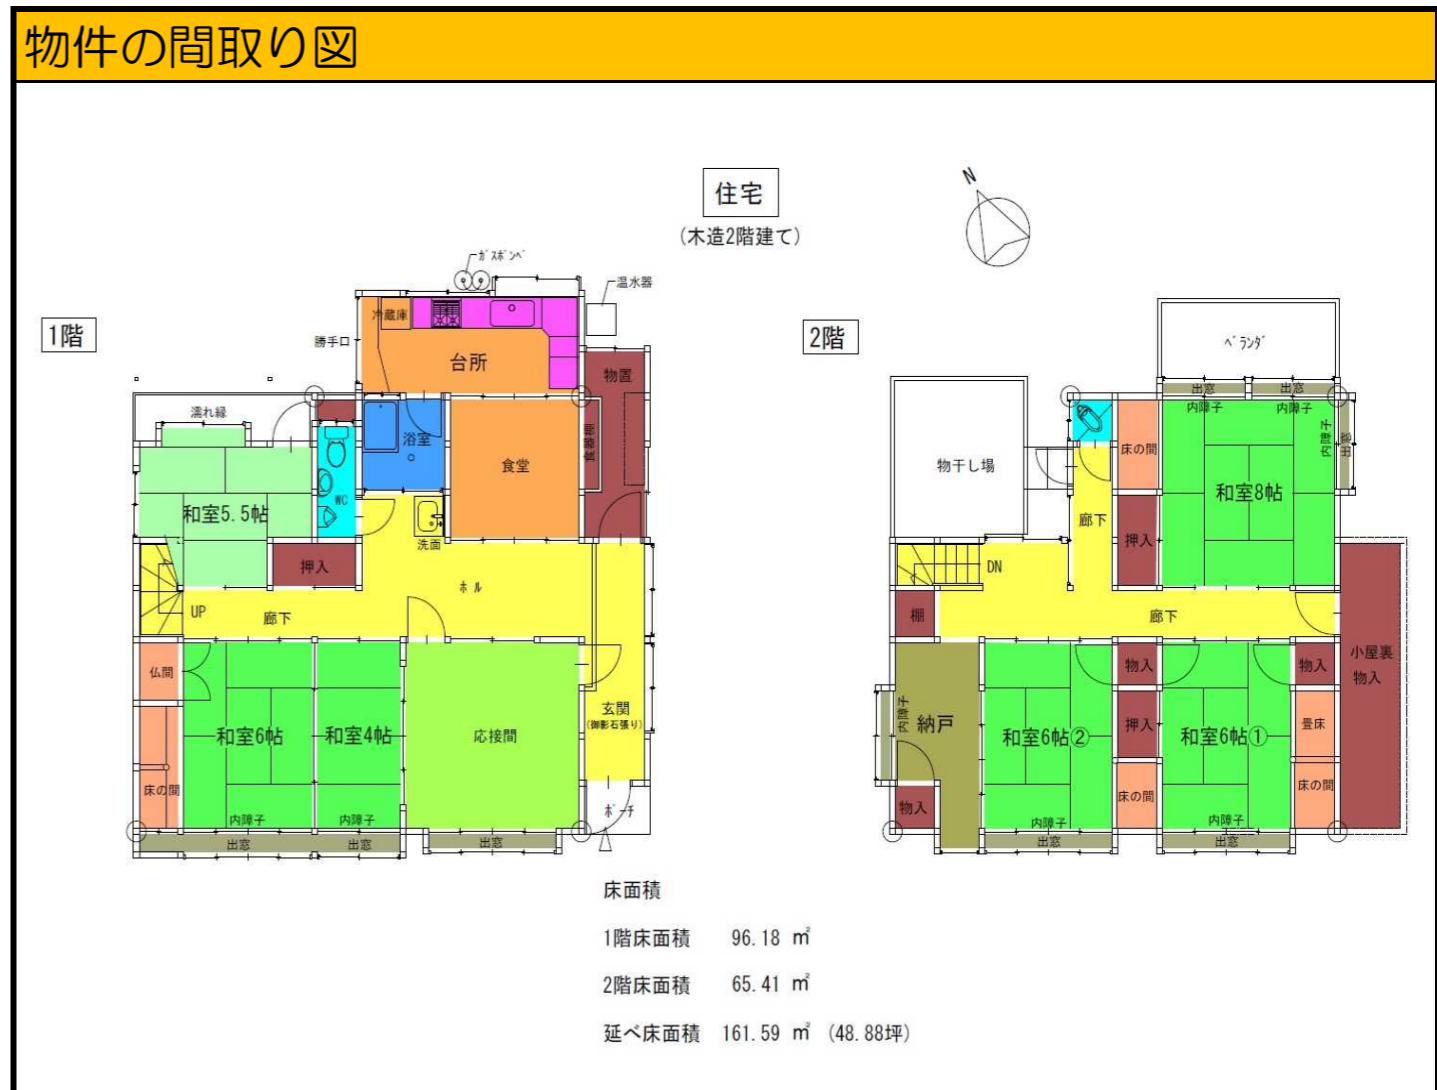 物件の間取り図
住宅
(木造2階建て)
N
1階
ガスボンベ
温水器
冷蔵庫
勝手口
台所
物置
濡れ縁
浴室
食器棚
食堂
WC
和室5.5帖
洗面
押入
ホール
UP
廊下
仏間
玄関
(御影石張り)
和室6帖
和室4帖
応接間
床の間
内障子
内障子
ポーチ
出窓
出窓
出窓
2階
ベランダ
出窓
出窓
内障子
内障子
内障子
出窓
床の間
物干し場
和室8帖
廊下
押入
DN
棚
廊下
物入
物入
小屋裏
物入
内障子
納戸
和室6帖②
押入
和室6帖①
畳床
床の間
床の間
物入
内障子
内障子
出窓
出窓
床面積
1階床面積 96.18 ㎡
2階床面積 65.41 ㎡
延べ床面積 161.59 ㎡ (48.88坪)